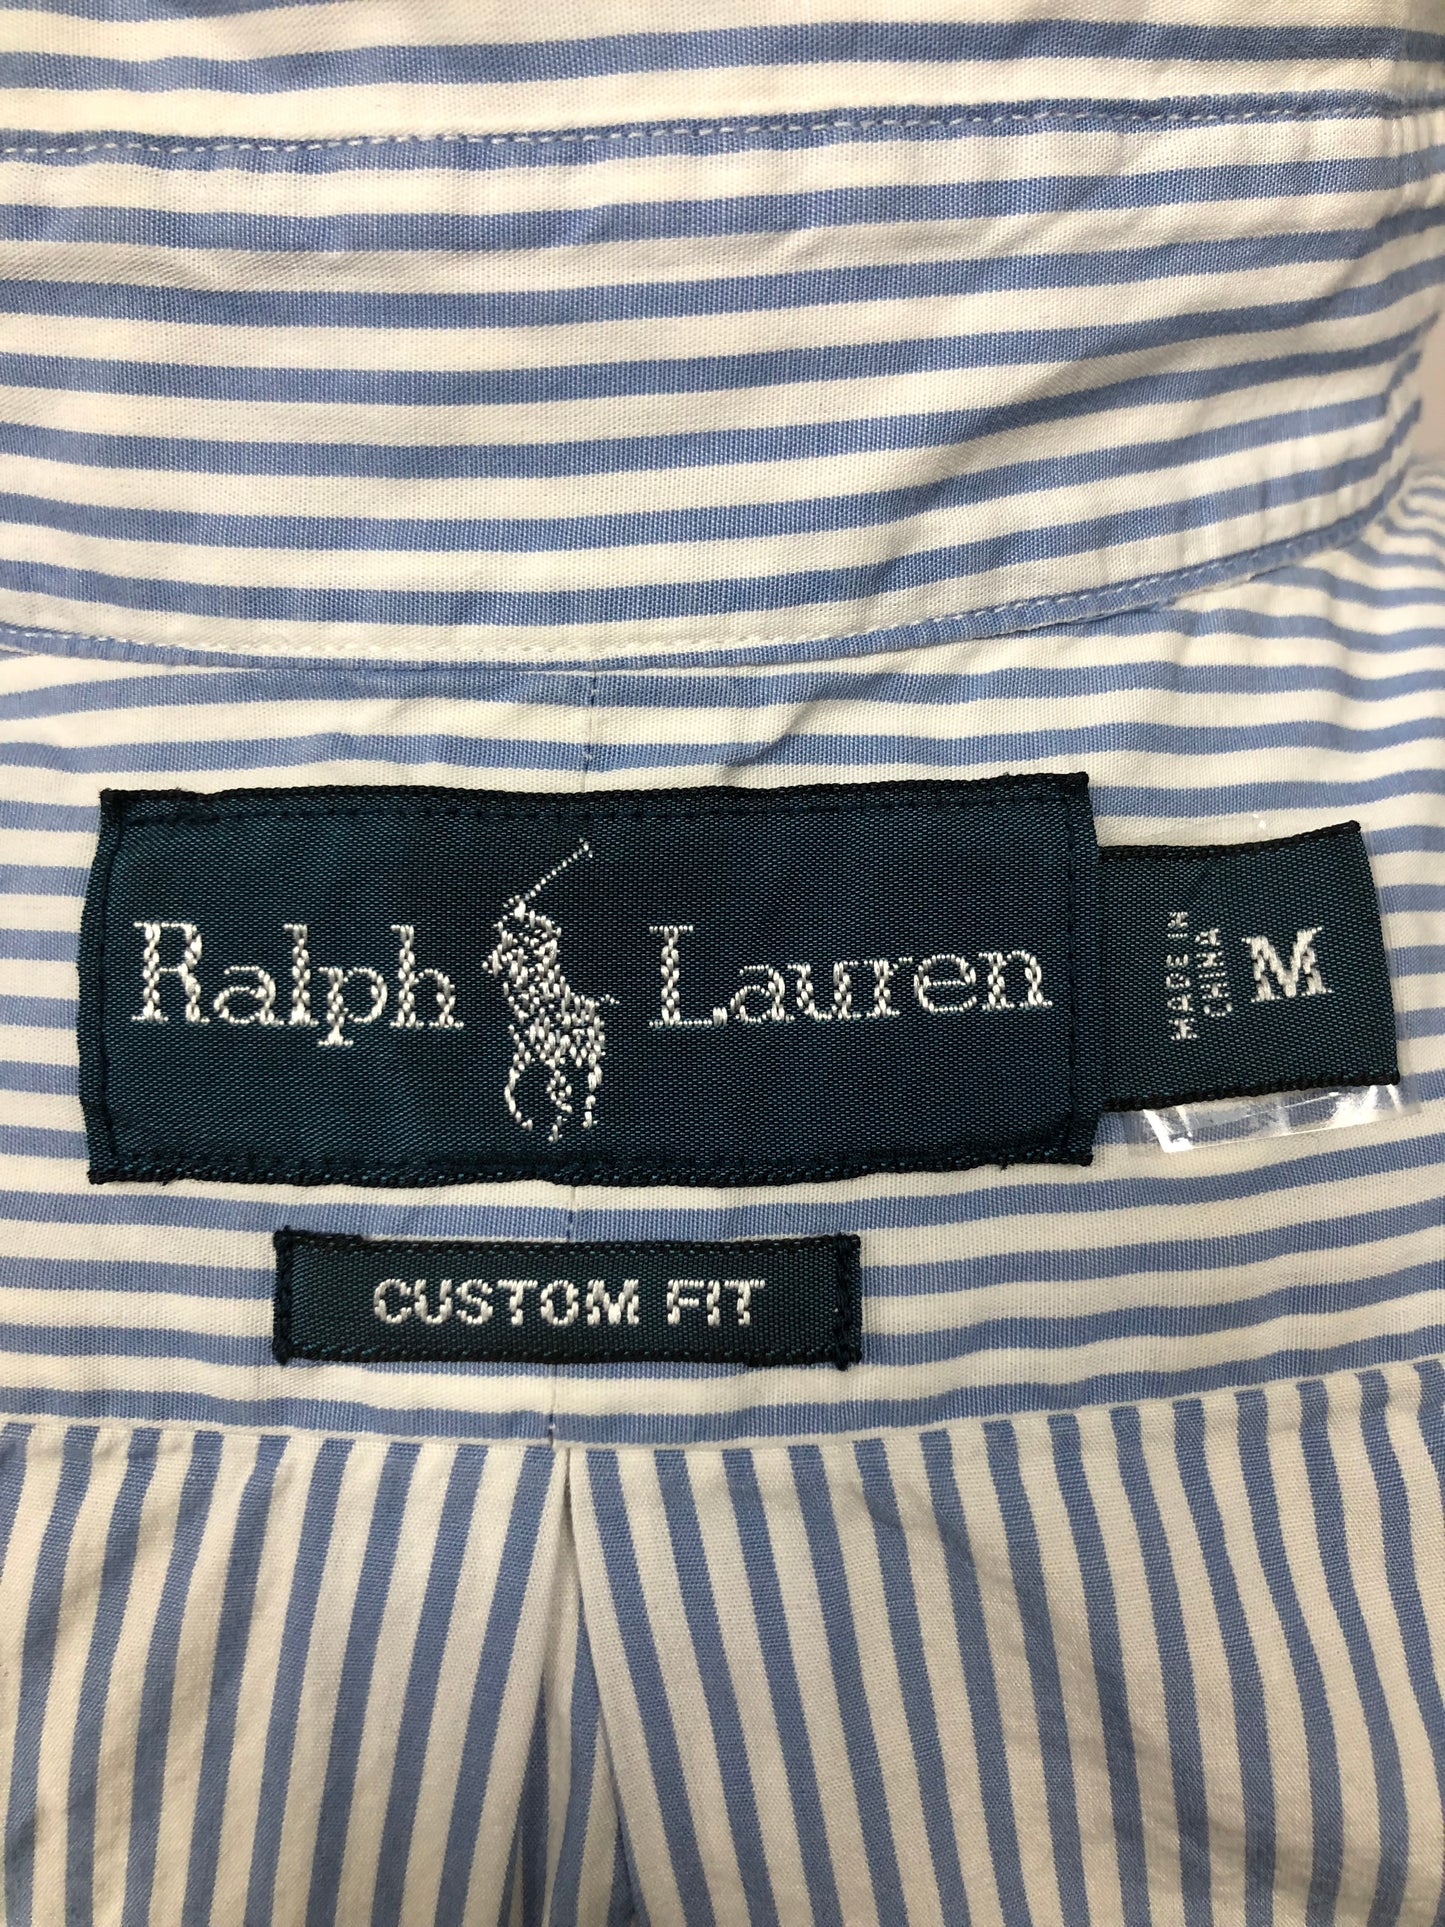 Ralph Lauren
MADE IN
CHINA
M
CUSTOM FIT